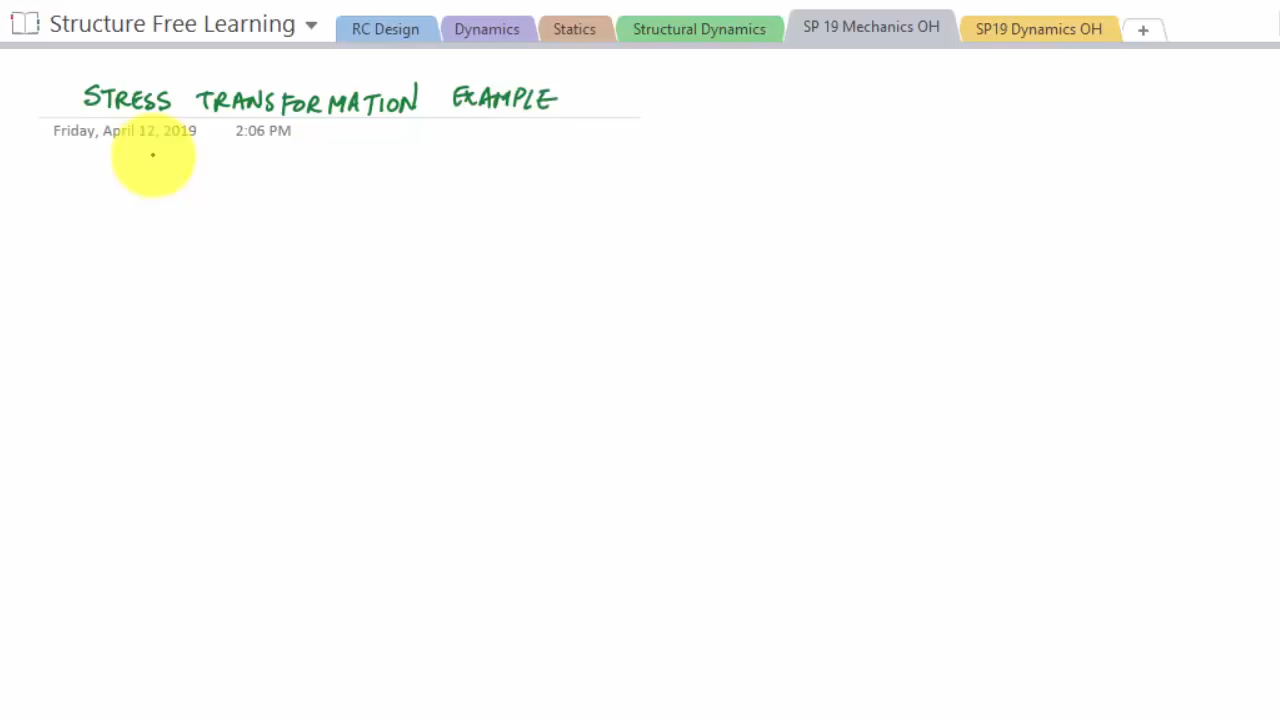 Structure Free Learning RC Design Dynamics Statics Structural Dynamics SP 19 Mechanics OH SP19 Dynamics OH +
STRESS TRANSFORMATION EXAMPLE
Friday, April 12, 2019 2:06 PM